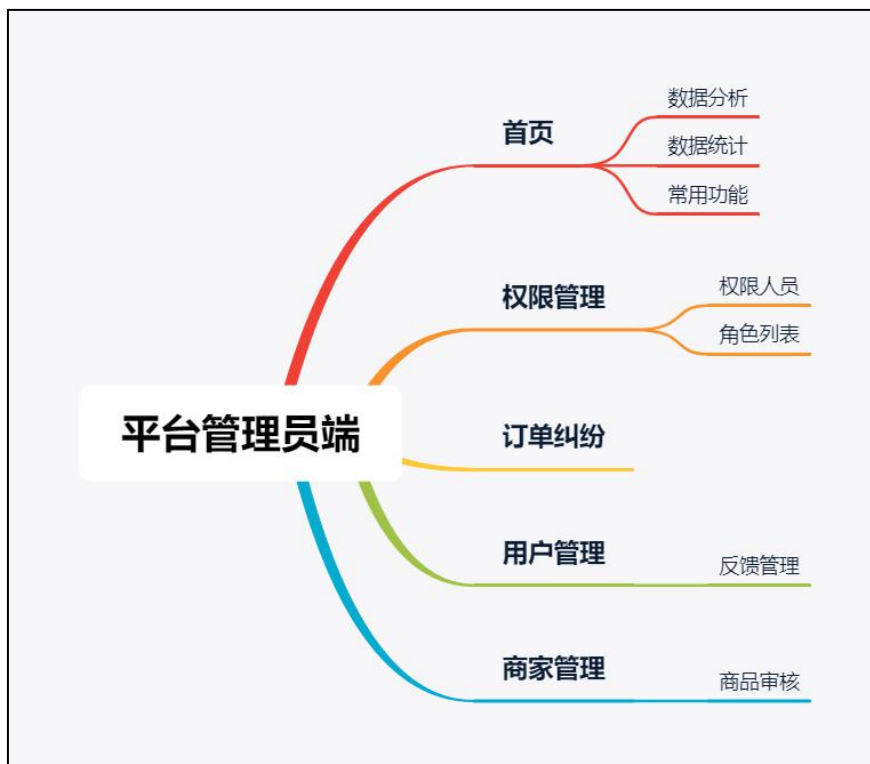 平台管理员端
首页
数据分析
数据统计
常用功能
权限管理
权限人员
角色列表
订单纠纷
用户管理
反馈管理
商家管理
商品审核